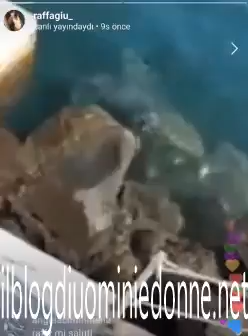 raffagiu_
canlı yayındaydı • 9s önce
ilblogdiuominiedonne.net